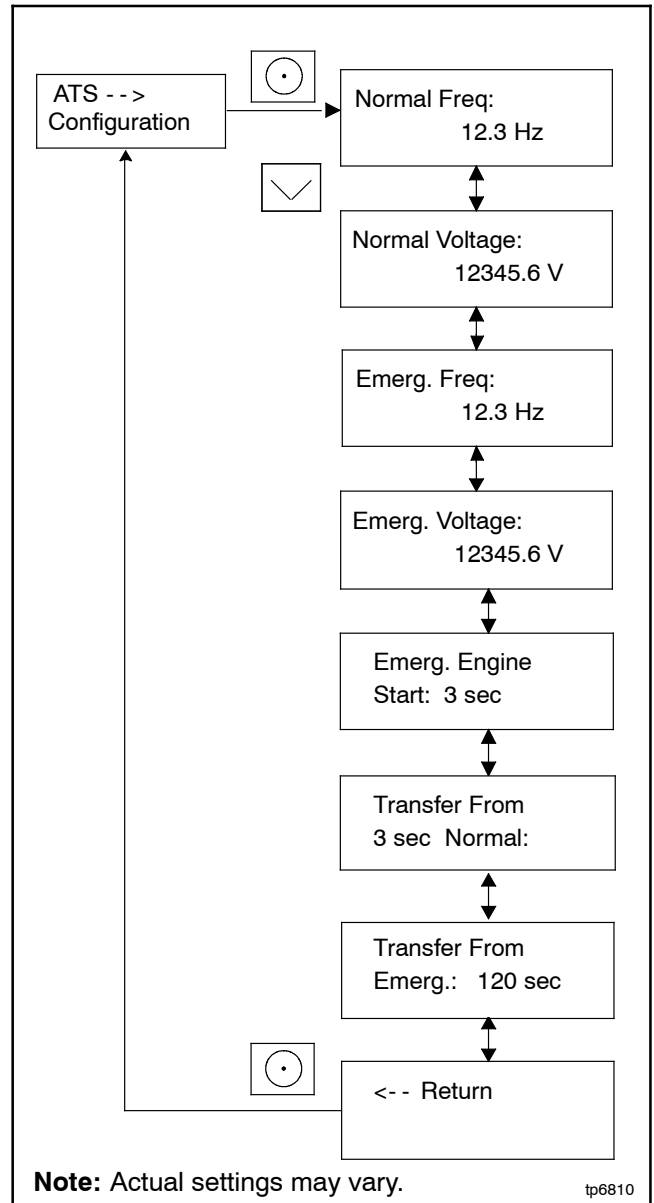 ATS - - >
Configuration
Normal Freq:
12.3 Hz
Normal Voltage:
12345.6 V
Emerg. Freq:
12.3 Hz
Emerg. Voltage:
12345.6 V
Emerg. Engine
Start: 3 sec
Transfer From
3 sec Normal:
Transfer From
Emerg.: 120 sec
<- - Return
Note: Actual settings may vary.
tp6810